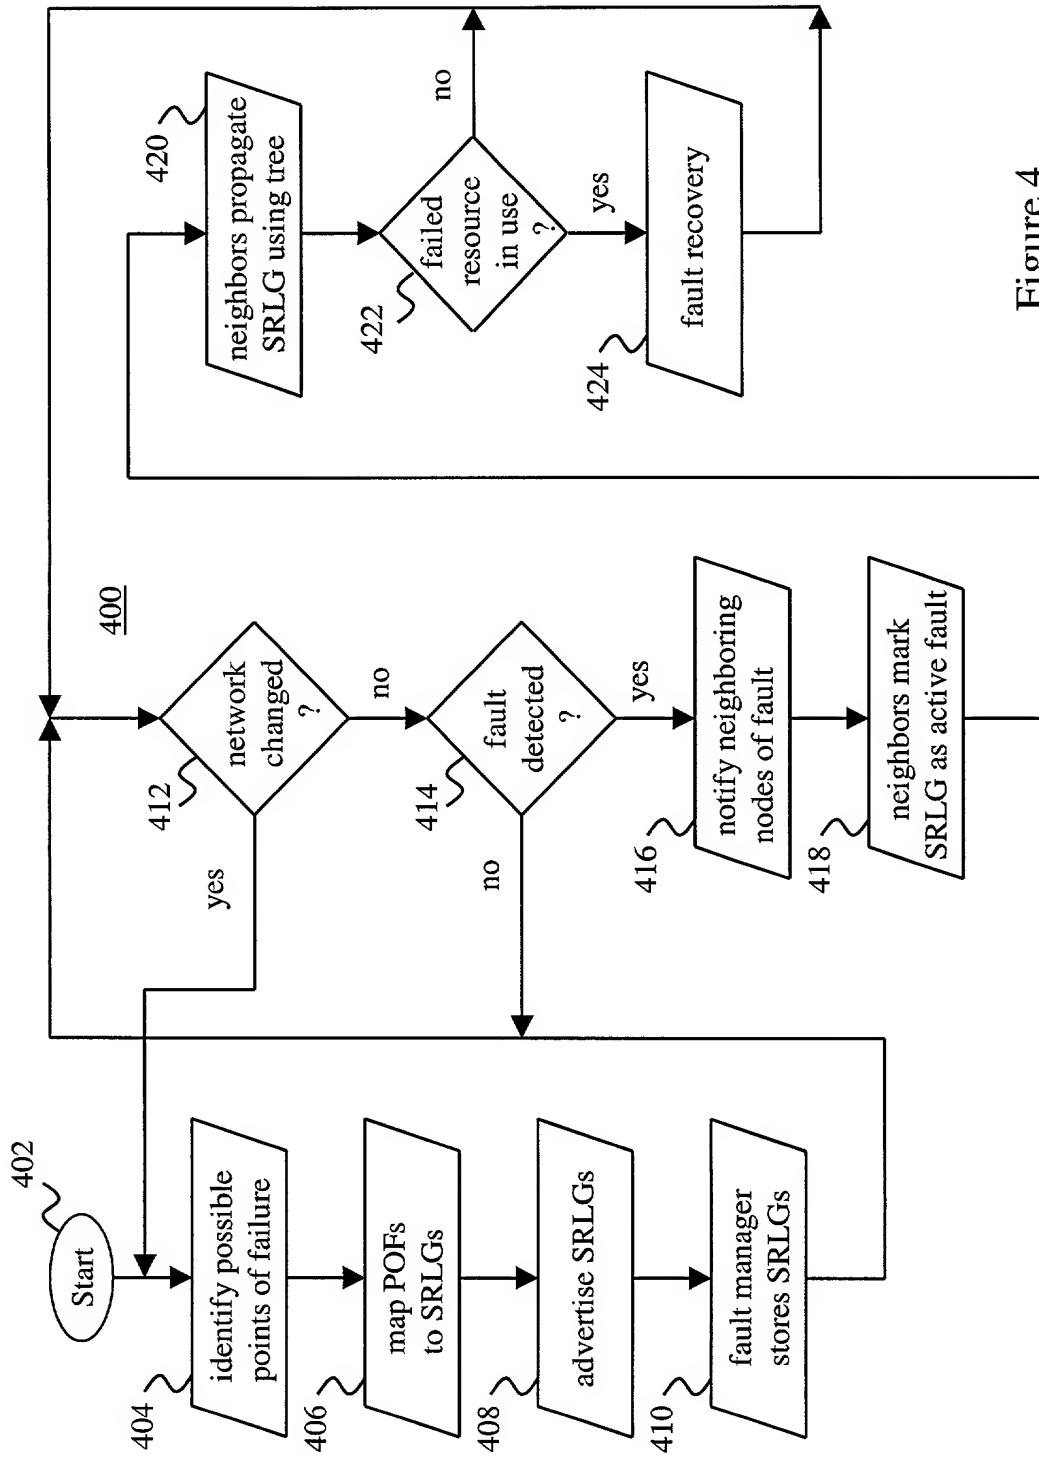 400
402
Start
404
identify possible
points of failure
406
map POFs
to SRLGs
408
advertise SRLGs
410
fault manager
stores SRLGs
412
network
changed
?
yes
no
414
fault
detected
?
no
yes
416
notify neighboring
nodes of fault
418
neighbors mark
SRLG as active fault
420
neighbors propagate
SRLG using tree
422
failed
resource
in use
?
no
yes
424
fault recovery
Figure 4